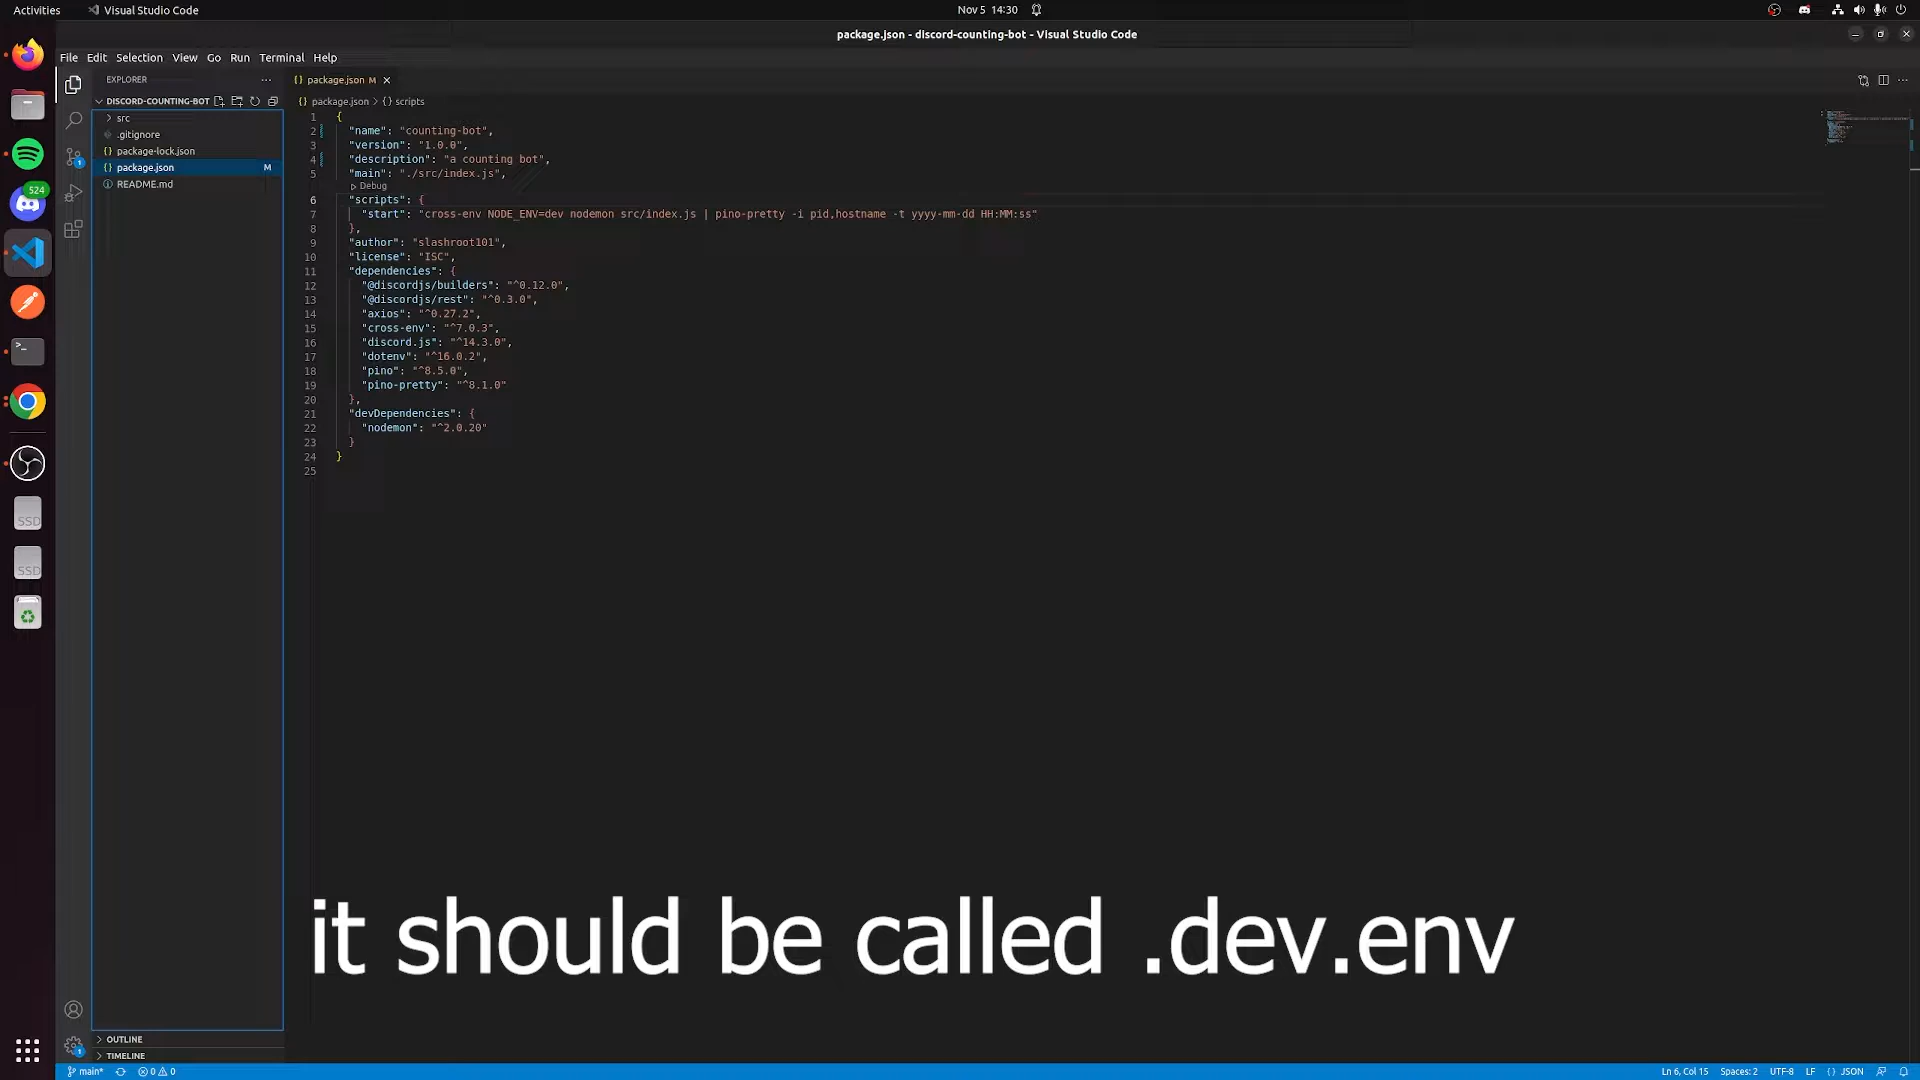 Activities
Visual Studio Code
Nov 5 14:30
package.json - discord-counting-bot - Visual Studio Code
File Edit Selection View Go Run Terminal Help
EXPLORER
{} package.json M
DISCORD-COUNTING-BOT
{} package.json > {} scripts
src
.gitignore
{} package-lock.json
{} package.json M
README.md
524
1
SSD
SSD
1 {
2 "name": "counting-bot",
3 "version": "1.0.0",
4 "description": "a counting bot",
5 "main": "./src/index.js",
Debug
6 "scripts": {
7 "start": "cross-env NODE_ENV=dev nodemon src/index.js | pino-pretty -i pid,hostname -t yyyy-mm-dd HH:MM:ss"
8 },
9 "author": "slashroot101",
10 "license": "ISC",
11 "dependencies": {
12 "@discordjs/builders": "^0.12.0",
13 "@discordjs/rest": "^0.3.0",
14 "axios": "^0.27.2",
15 "cross-env": "^7.0.3",
16 "discord.js": "^14.3.0",
17 "dotenv": "^16.0.2",
18 "pino": "^8.5.0",
19 "pino-pretty": "^8.1.0"
20 },
21 "devDependencies": {
22 "nodemon": "^2.0.20"
23 }
24 }
25
it should be called .dev.env
OUTLINE
1
TIMELINE
main*
0 0
Ln 6, Col 15 Spaces: 2 UTF-8 LF {} JSON